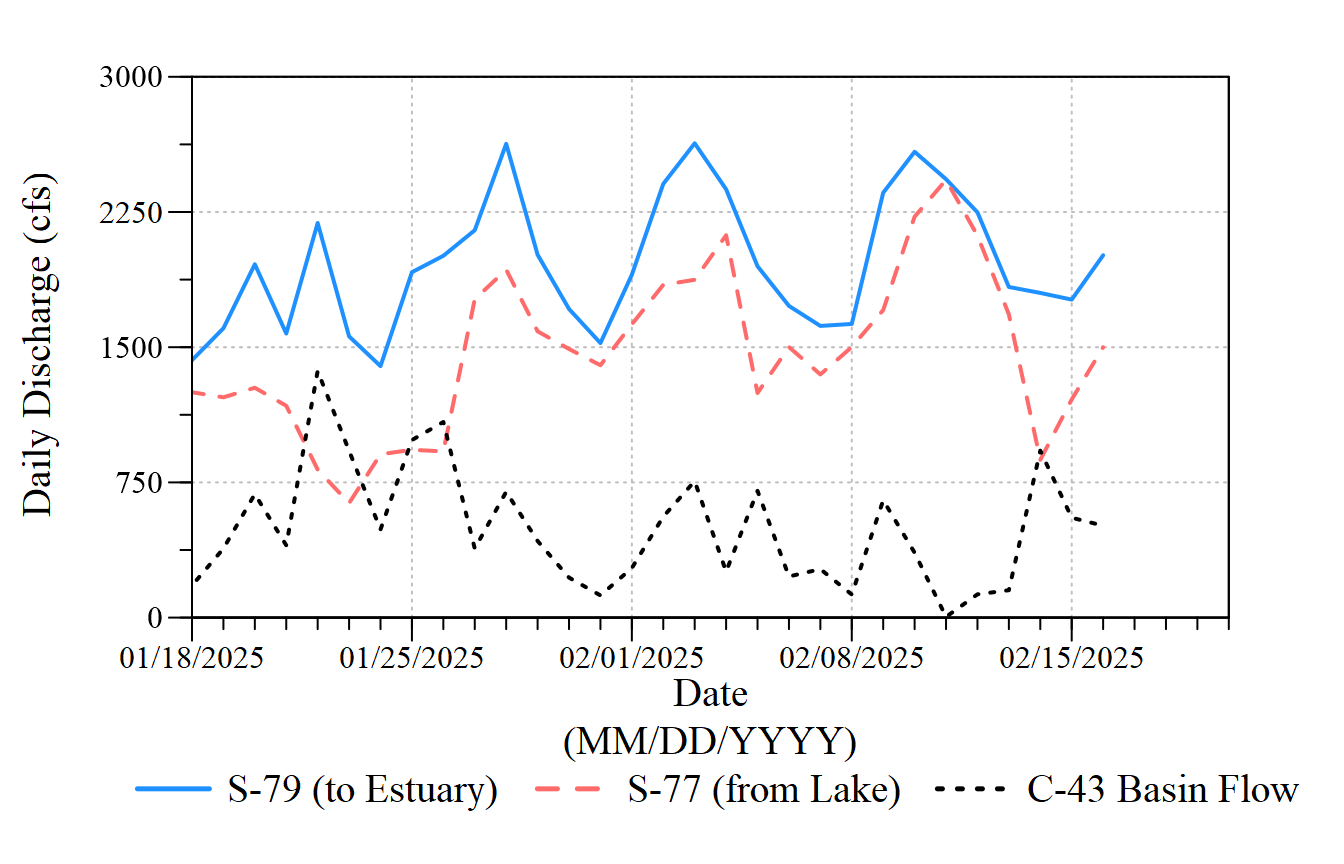 3000
2250
1500
750
0
Daily Discharge (cfs)
01/18/2025 01/25/2025 02/01/2025 02/08/2025 02/15/2025
Date
(MM/DD/YYYY)
S-79 (to Estuary) S-77 (from Lake) C-43 Basin Flow